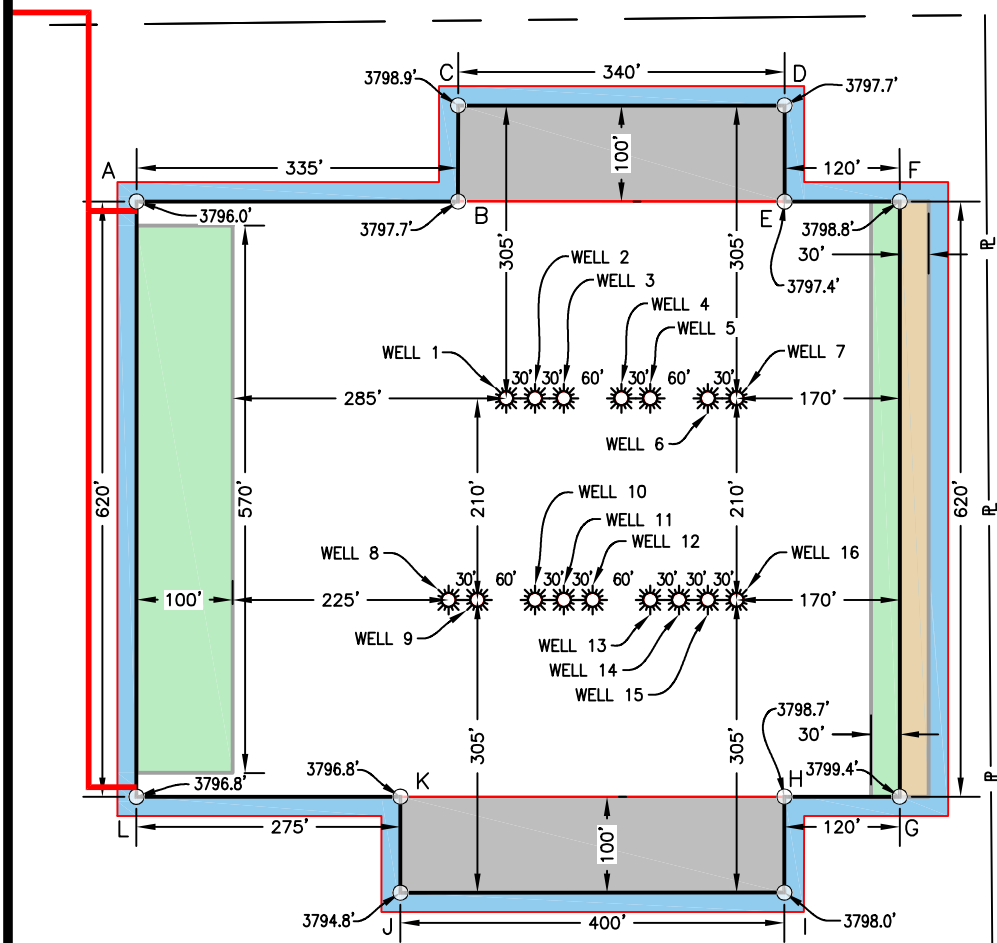 C
3798.9'
340'
D
3797.7'
A
335'
100'
120'
F
3796.0'
3797.7'
B
E
3798.8'
305'
305'
30'
PL
WELL 2
WELL 3
3797.4'
WELL 4
WELL 5
WELL 1
WELL 7
30'
30'
60'
30'
60'
30'
285'
170'
WELL 6
620'
570'
210'
210'
620'
PL
WELL 10
WELL 11
WELL 12
WELL 8
WELL 16
30'
60'
30'
30'
60'
30'
30'
30'
100'
225'
170'
WELL 9
WELL 13
WELL 14
WELL 15
3798.7'
305'
305'
30'
3796.8'
3796.8'
K
H
3799.4'
PL
L
275'
100'
120'
G
3794.8'
J
400'
I
3798.0'